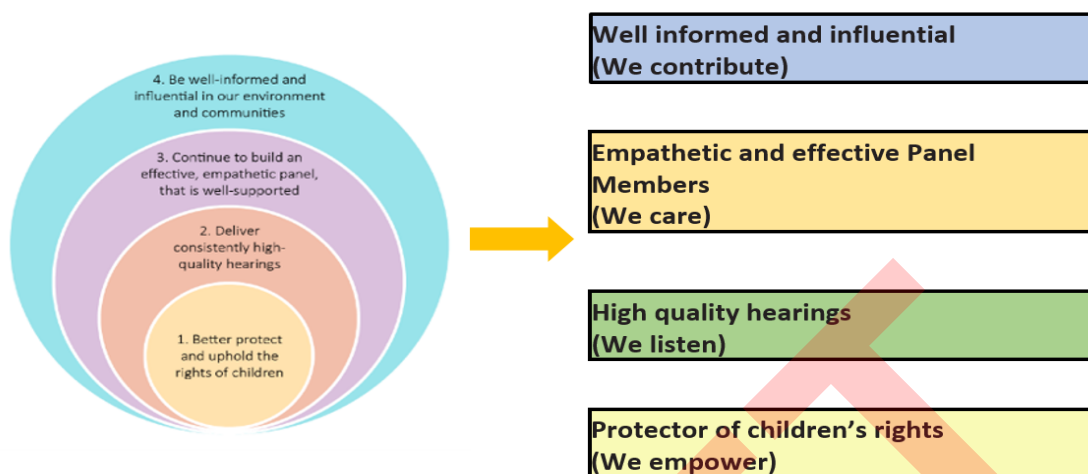 4. Be well-informed and
influential in our environment
and communities
3. Continue to build an
effective, empathetic panel,
that is well-supported
2. Deliver
consistently high-
quality hearings
1. Better protect
and uphold the
rights of children
Well informed and influential
(We contribute)
Empathetic and effective Panel
Members
(We care)
High quality hearings
(We listen)
Protector of children’s rights
(We empower)